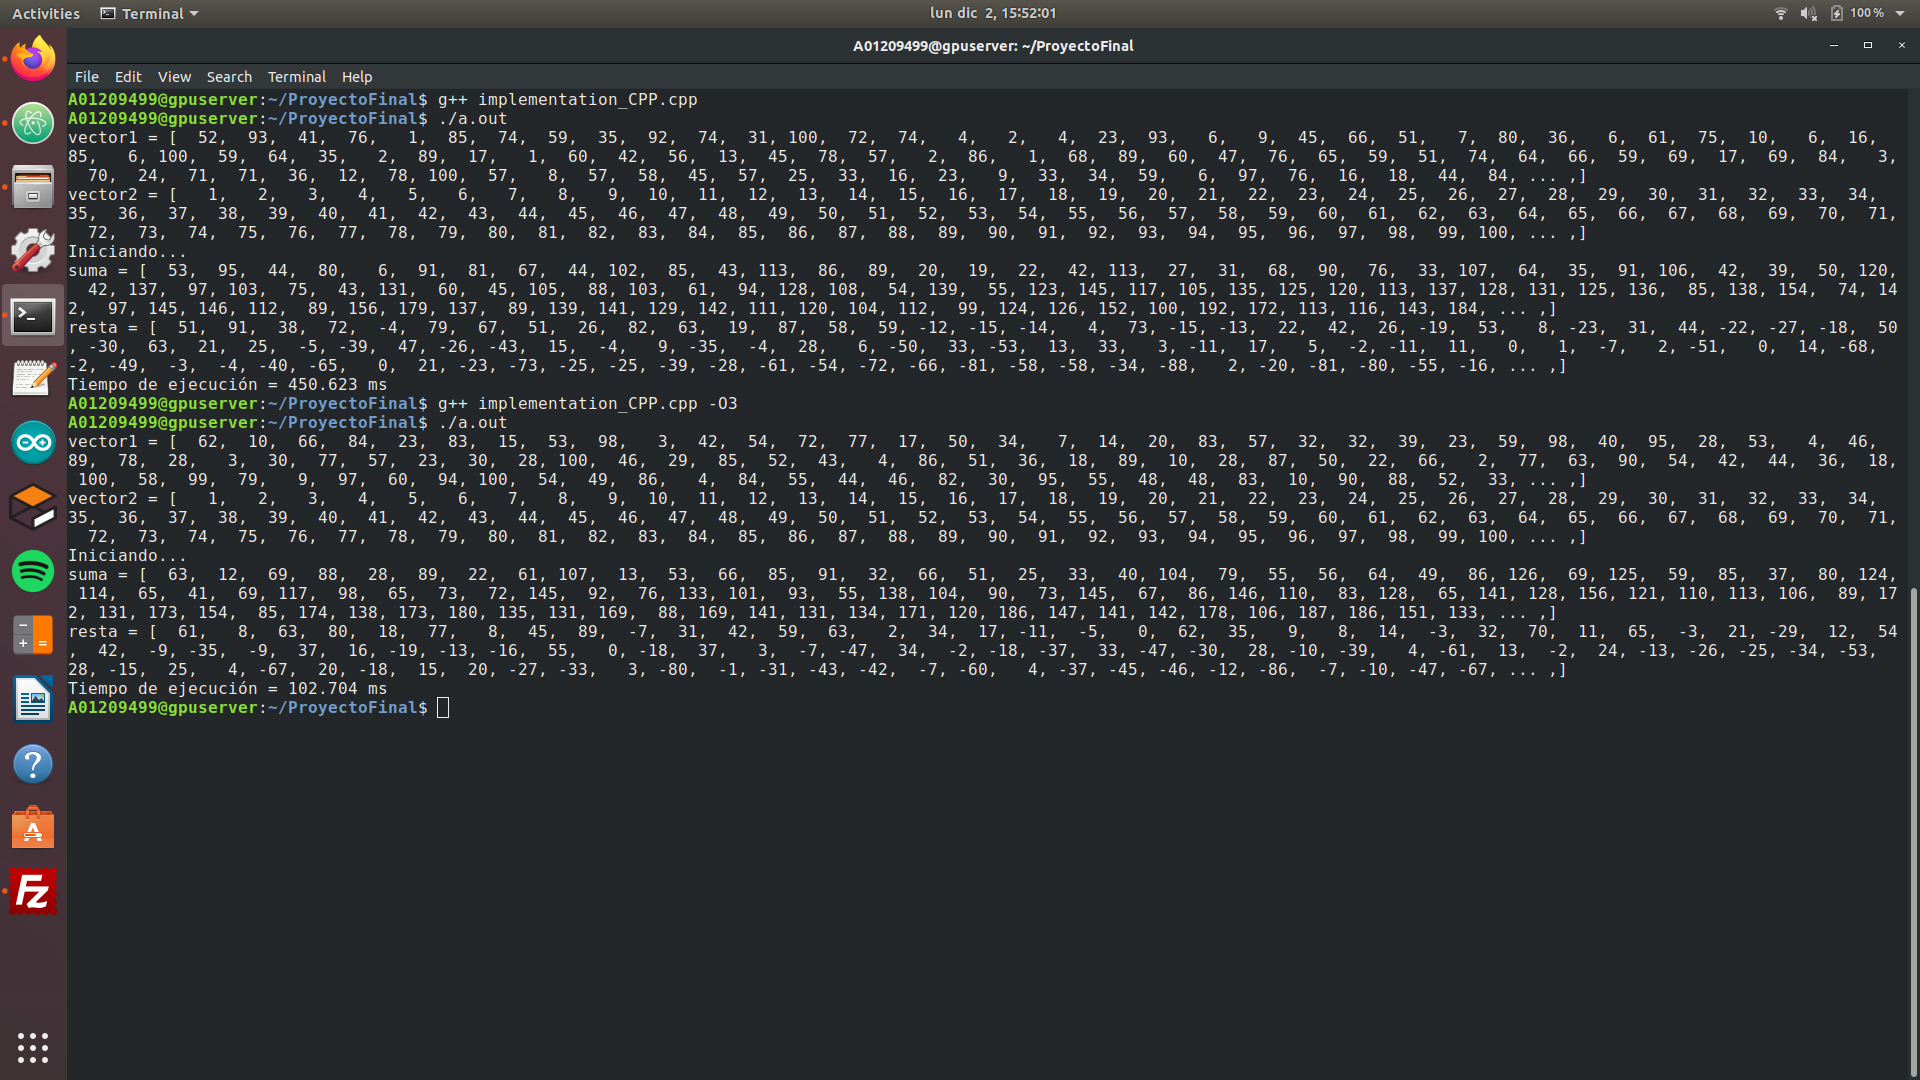 Activities Terminal lun dic 2, 15:52:01 100%
A01209499@gpuserver: ~/ProyectoFinal
File Edit View Search Terminal Help
A01209499@gpuserver:~/ProyectoFinal$ g++ implementation_CPP.cpp
A01209499@gpuserver:~/ProyectoFinal$ ./a.out
vector1 = [  52,  93,  41,  76,   1,  85,  74,  59,  35,  92,  74,  31, 100,  72,  74,   4,   2,   4,  23,  93,   6,   9,  45,  66,  51,   7,  80,  36,   6,  61,  75,  10,   6,  16,
85,   6, 100,  59,  64,  35,   2,  89,  17,   1,  60,  42,  56,  13,  45,  78,  57,   2,  86,   1,  68,  89,  60,  47,  76,  65,  59,  51,  74,  64,  66,  59,  69,  17,  69,  84,   3,
  70,  24,  71,  71,  36,  12,  78, 100,  57,   8,  57,  58,  45,  57,  25,  33,  16,  23,   9,  33,  34,  59,   6,  97,  76,  16,  18,  44,  84, ... ,]
vector2 = [   1,   2,   3,   4,   5,   6,   7,   8,   9,  10,  11,  12,  13,  14,  15,  16,  17,  18,  19,  20,  21,  22,  23,  24,  25,  26,  27,  28,  29,  30,  31,  32,  33,  34,
35,  36,  37,  38,  39,  40,  41,  42,  43,  44,  45,  46,  47,  48,  49,  50,  51,  52,  53,  54,  55,  56,  57,  58,  59,  60,  61,  62,  63,  64,  65,  66,  67,  68,  69,  70,  71,
  72,  73,  74,  75,  76,  77,  78,  79,  80,  81,  82,  83,  84,  85,  86,  87,  88,  89,  90,  91,  92,  93,  94,  95,  96,  97,  98,  99, 100, ... ,]
Iniciando...
suma = [  53,  95,  44,  80,   6,  91,  81,  67,  44, 102,  85,  43, 113,  86,  89,  20,  19,  22,  42, 113,  27,  31,  68,  90,  76,  33, 107,  64,  35,  91, 106,  42,  39,  50, 120,
  42, 137,  97, 103,  75,  43, 131,  60,  45, 105,  88, 103,  61,  94, 128, 108,  54, 139,  55, 123, 145, 117, 105, 135, 125, 120, 113, 137, 128, 131, 125, 136,  85, 138, 154,  74, 14
2,  97, 145, 146, 112,  89, 156, 179, 137,  89, 139, 141, 129, 142, 111, 120, 104, 112,  99, 124, 126, 152, 100, 192, 172, 113, 116, 143, 184, ... ,]
resta = [  51,  91,  38,  72,  -4,  79,  67,  51,  26,  82,  63,  19,  87,  58,  59, -12, -15, -14,   4,  73, -15, -13,  22,  42,  26, -19,  53,   8, -23,  31,  44, -22, -27, -18,  50
, -30,  63,  21,  25,  -5, -39,  47, -26, -43,  15,  -4,   9, -35,  -4,  28,   6, -50,  33, -53,  13,  33,   3, -11,  17,   5,  -2, -11,  11,   0,   1,  -7,   2, -51,   0,  14, -68,
-2, -49,  -3,  -4, -40, -65,   0,  21, -23, -73, -25, -25, -39, -28, -61, -54, -72, -66, -81, -58, -58, -34, -88,   2, -20, -81, -80, -55, -16, ... ,]
Tiempo de ejecución = 450.623 ms
A01209499@gpuserver:~/ProyectoFinal$ g++ implementation_CPP.cpp -O3
A01209499@gpuserver:~/ProyectoFinal$ ./a.out
vector1 = [  62,  10,  66,  84,  23,  83,  15,  53,  98,   3,  42,  54,  72,  77,  17,  50,  34,   7,  14,  20,  83,  57,  32,  32,  39,  23,  59,  98,  40,  95,  28,  53,   4,  46,
89,  78,  28,   3,  30,  77,  57,  23,  30,  28, 100,  46,  29,  85,  52,  43,   4,  86,  51,  36,  18,  89,  10,  28,  87,  50,  22,  66,   2,  77,  63,  90,  54,  42,  44,  36,  18,
 100,  58,  99,  79,   9,  97,  60,  94, 100,  54,  49,  86,   4,  84,  55,  44,  46,  82,  30,  95,  55,  48,  48,  83,  10,  90,  88,  52,  33, ... ,]
vector2 = [   1,   2,   3,   4,   5,   6,   7,   8,   9,  10,  11,  12,  13,  14,  15,  16,  17,  18,  19,  20,  21,  22,  23,  24,  25,  26,  27,  28,  29,  30,  31,  32,  33,  34,
35,  36,  37,  38,  39,  40,  41,  42,  43,  44,  45,  46,  47,  48,  49,  50,  51,  52,  53,  54,  55,  56,  57,  58,  59,  60,  61,  62,  63,  64,  65,  66,  67,  68,  69,  70,  71,
  72,  73,  74,  75,  76,  77,  78,  79,  80,  81,  82,  83,  84,  85,  86,  87,  88,  89,  90,  91,  92,  93,  94,  95,  96,  97,  98,  99, 100, ... ,]
Iniciando...
suma = [  63,  12,  69,  88,  28,  89,  22,  61, 107,  13,  53,  66,  85,  91,  32,  66,  51,  25,  33,  40, 104,  79,  55,  56,  64,  49,  86, 126,  69, 125,  59,  85,  37,  80, 124,
 114,  65,  41,  69, 117,  98,  65,  73,  72, 145,  92,  76, 133, 101,  93,  55, 138, 104,  90,  73, 145,  67,  86, 146, 110,  83, 128,  65, 141, 128, 156, 121, 110, 113, 106,  89, 17
2, 131, 173, 154,  85, 174, 138, 173, 180, 135, 131, 169,  88, 169, 141, 131, 134, 171, 120, 186, 147, 141, 142, 178, 106, 187, 186, 151, 133, ... ,]
resta = [  61,   8,  63,  80,  18,  77,   8,  45,  89,  -7,  31,  42,  59,  63,   2,  34,  17, -11,  -5,   0,  62,  35,   9,   8,  14,  -3,  32,  70,  11,  65,  -3,  21, -29,  12,  54
,  42,  -9, -35,  -9,  37,  16, -19, -13, -16,  55,   0, -18,  37,   3,  -7, -47,  34,  -2, -18, -37,  33, -47, -30,  28, -10, -39,   4, -61,  13,  -2,  24, -13, -26, -25, -34, -53,
28, -15,  25,   4, -67,  20, -18,  15,  20, -27, -33,   3, -80,  -1, -31, -43, -42,  -7, -60,   4, -37, -45, -46, -12, -86,  -7, -10, -47, -67, ... ,]
Tiempo de ejecución = 102.704 ms
A01209499@gpuserver:~/ProyectoFinal$